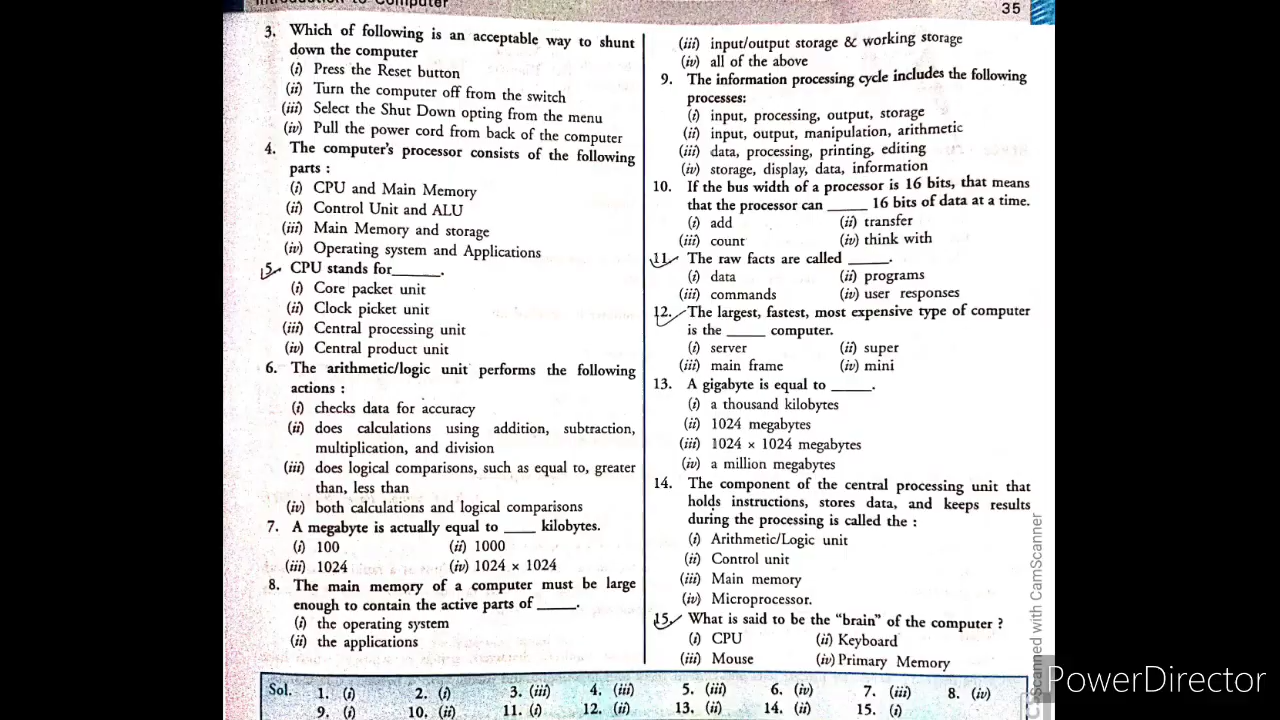 Introduction to Computer
35
3. Which of following is an acceptable way to shunt
down the computer
(i) Press the Reset button
(ii) Turn the computer off from the switch
(iii) Select the Shut Down opting from the menu
(iv) Pull the power cord from back of the computer
4. The computer's processor consists of the following
parts :
(i) CPU and Main Memory
(ii) Control Unit and ALU
(iii) Main Memory and storage
(iv) Operating system and Applications
5. CPU stands for______.
(i) Core packet unit
(ii) Clock picket unit
(iii) Central processing unit
(iv) Central product unit
6. The arithmetic/logic unit performs the following
actions :
(i) checks data for accuracy
(ii) does calculations using addition, subtraction,
multiplication, and division
(iii) does logical comparisons, such as equal to, greater
than, less than
(iv) both calculations and logical comparisons
7. A megabyte is actually equal to ____ kilobytes.
(i) 100 (ii) 1000
(iii) 1024 (iv) 1024 × 1024
8. The main memory of a computer must be large
enough to contain the active parts of _____.
(i) the operating system
(ii) the applications
(iii) input/output storage & working storage
(iv) all of the above
9. The information processing cycle includes the following
processes:
(i) input, processing, output, storage
(ii) input, output, manipulation, arithmetic
(iii) data, processing, printing, editing
(iv) storage, display, data, information
10. If the bus width of a processor is 16 bits, that means
that the processor can _____ 16 bits of data at a time.
(i) add (ii) transfer
(iii) count (iv) think with
11. The raw facts are called _____.
(i) data (ii) programs
(iii) commands (iv) user responses
12. The largest, fastest, most expensive type of computer
is the _____ computer.
(i) server (ii) super
(iii) main frame (iv) mini
13. A gigabyte is equal to _____.
(i) a thousand kilobytes
(ii) 1024 megabytes
(iii) 1024 × 1024 megabytes
(iv) a million megabytes
14. The component of the central processing unit that
holds instructions, stores data, and keeps results
during the processing is called the :
(i) Arithmetic/Logic unit
(ii) Control unit
(iii) Main memory
(iv) Microprocessor.
15. What is said to be the "brain" of the computer ?
(i) CPU (ii) Keyboard
(iii) Mouse (iv) Primary Memory
Sol. 1. (i) 2. (i) 3. (iii) 4. (iii) 5. (iii) 6. (iv) 7. (iii) 8. (iv)
9. (i) 10. (ii) 11. (i) 12. (ii) 13. (ii) 14. (ii) 15. (i)
Scanned with CamScanner
PowerDirector